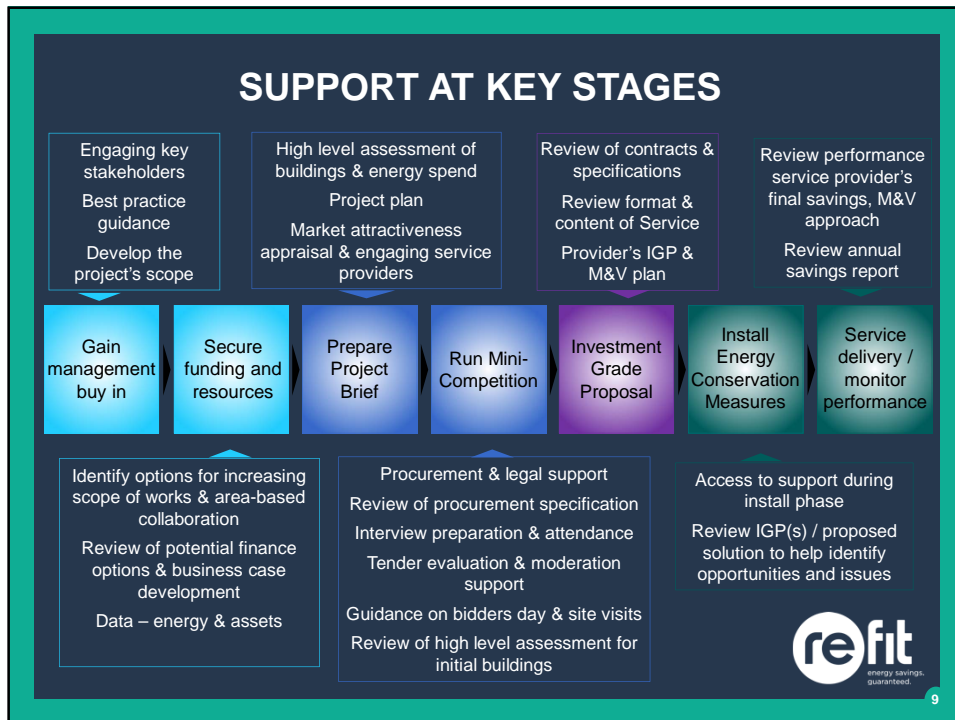 SUPPORT AT KEY STAGES
Engaging key
stakeholders
Best practice
guidance
Develop the
project's scope
High level assessment of
buildings & energy spend
Project plan
Market attractiveness
appraisal & engaging service
providers
Review of contracts &
specifications
Review format &
content of Service
Provider's IGP &
M&V plan
Review performance
service provider's
final savings, M&V
approach
Review annual
savings report
Gain
management
buy in
Secure
funding and
resources
Prepare
Project
Brief
Run Mini-
Competition
Investment
Grade
Proposal
Install
Energy
Conservation
Measures
Service
delivery /
monitor
performance
Identify options for increasing
scope of works & area-based
collaboration
Review of potential finance
options & business case
development
Data – energy & assets
Procurement & legal support
Review of procurement specification
Interview preparation & attendance
Tender evaluation & moderation
support
Guidance on bidders day & site visits
Review of high level assessment for
initial buildings
Access to support during
install phase
Review IGP(s) / proposed
solution to help identify
opportunities and issues
refit
energy savings.
guaranteed.
9